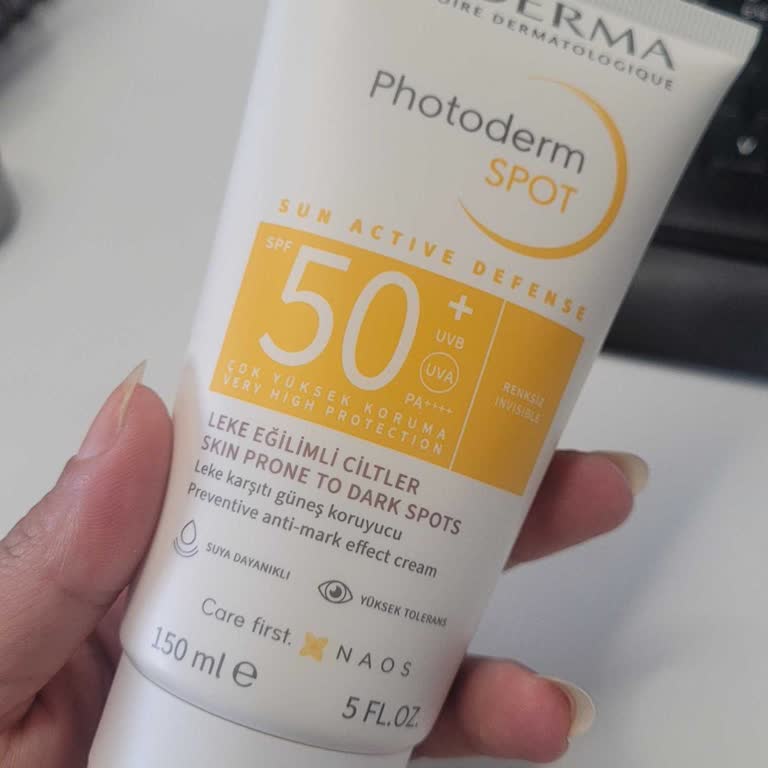 DERMA
OIRE DERMATOLOGIQUE
Photoderm
SPOT
SUN ACTIVE DEFENSE
SPF 50+
UVB
UVA
PA++++
ÇOK YÜKSEK KORUMA
VERY HIGH PROTECTION
RENKSİZ
INVISIBLE
LEKE EĞİLİMLİ CİLTLER
SKIN PRONE TO DARK SPOTS
Leke karşıtı güneş koruyucu
Preventive anti-mark effect cream
SUYA DAYANIKLI
YÜKSEK TOLERANS
Care first. NAOS
150 ml e
5 FL.OZ.